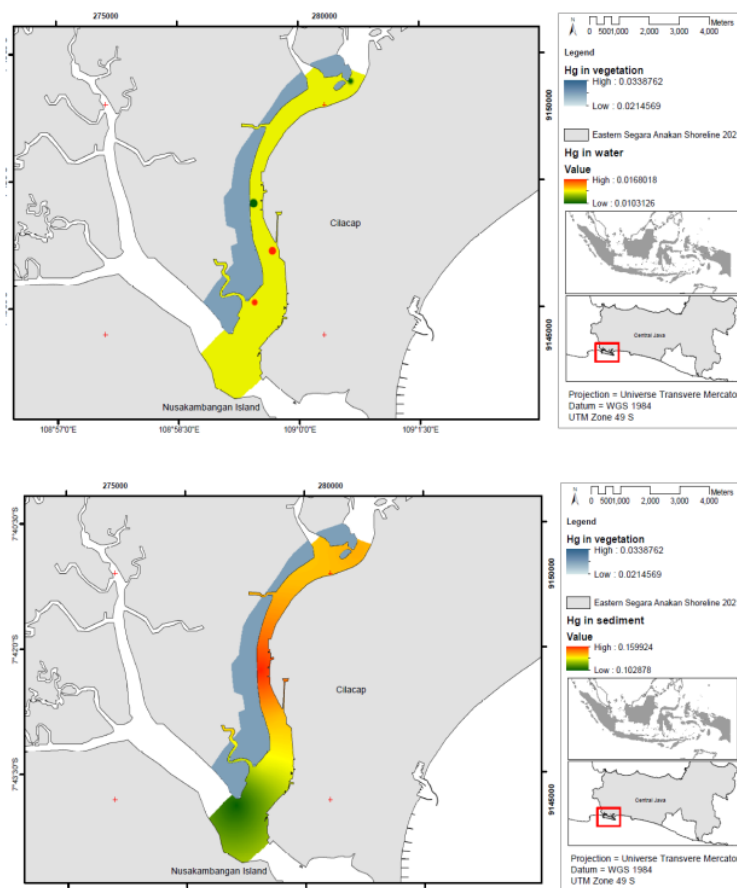 275000
280000
Meters
N
0 5001,000 2,000 3,000 4,000
Legend
Hg in vegetation
High : 0.0338762
Low : 0.0214569
Eastern Segara Anakan Shoreline 202
Hg in water
Value
High : 0.0168018
Low : 0.0103126
9150000
Cilacap
9145000
Central Java
Nusakambangan Island
Projection = Universe Transvere Mercato
Datum = WGS 1984
UTM Zone 49 S
108°57'0"E
108°58'30"E
109°0'0"E
109°1'30"E
275000
280000
Meters
N
0 5001,000 2,000 3,000 4,000
Legend
7°40'30"S
Hg in vegetation
High : 0.0338762
Low : 0.0214569
9150000
Eastern Segara Anakan Shoreline 202
Hg in sediment
Value
High : 0.159924
Low : 0.102878
7°42'0"S
Cilacap
7°43'30"S
9145000
Central Java
Nusakambangan Island
Projection = Universe Transvere Mercato
Datum = WGS 1984
UTM Zone 49 S